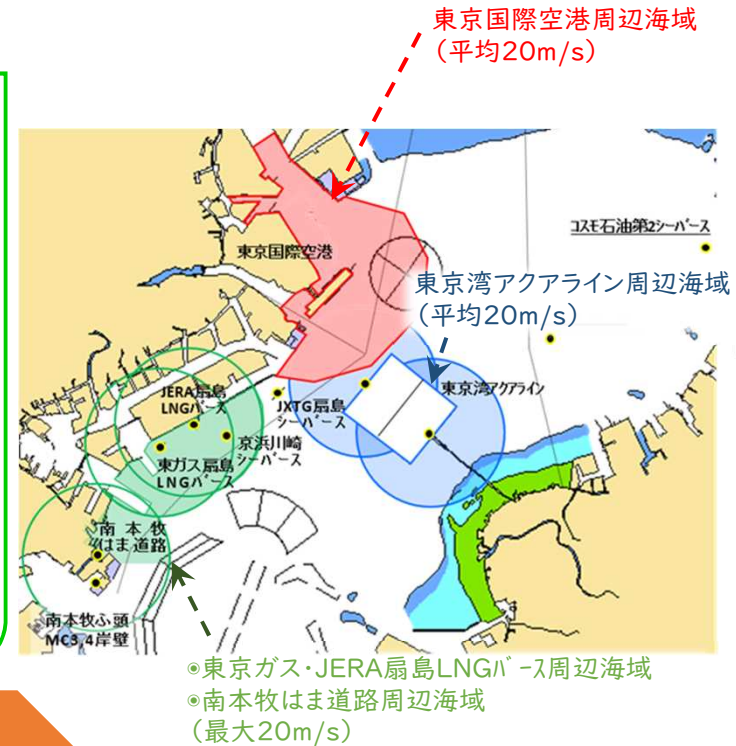 東京国際空港周辺海域
(平均20m/s)
コスモ石油第2シーバース
東京国際空港
東京湾アクアライン周辺海域
(平均20m/s)
東京湾アクアライン
JERA扇島
LNGバース
JXTG扇島
シーバース
京浜川崎
シーバース
東ガス扇島
LNGバース
南本牧
はま道路
南本牧ふ頭
MC3,4岸壁
◉東京ガス・JERA扇島LNGバース周辺海域
◉南本牧はま道路周辺海域
(最大20m/s)